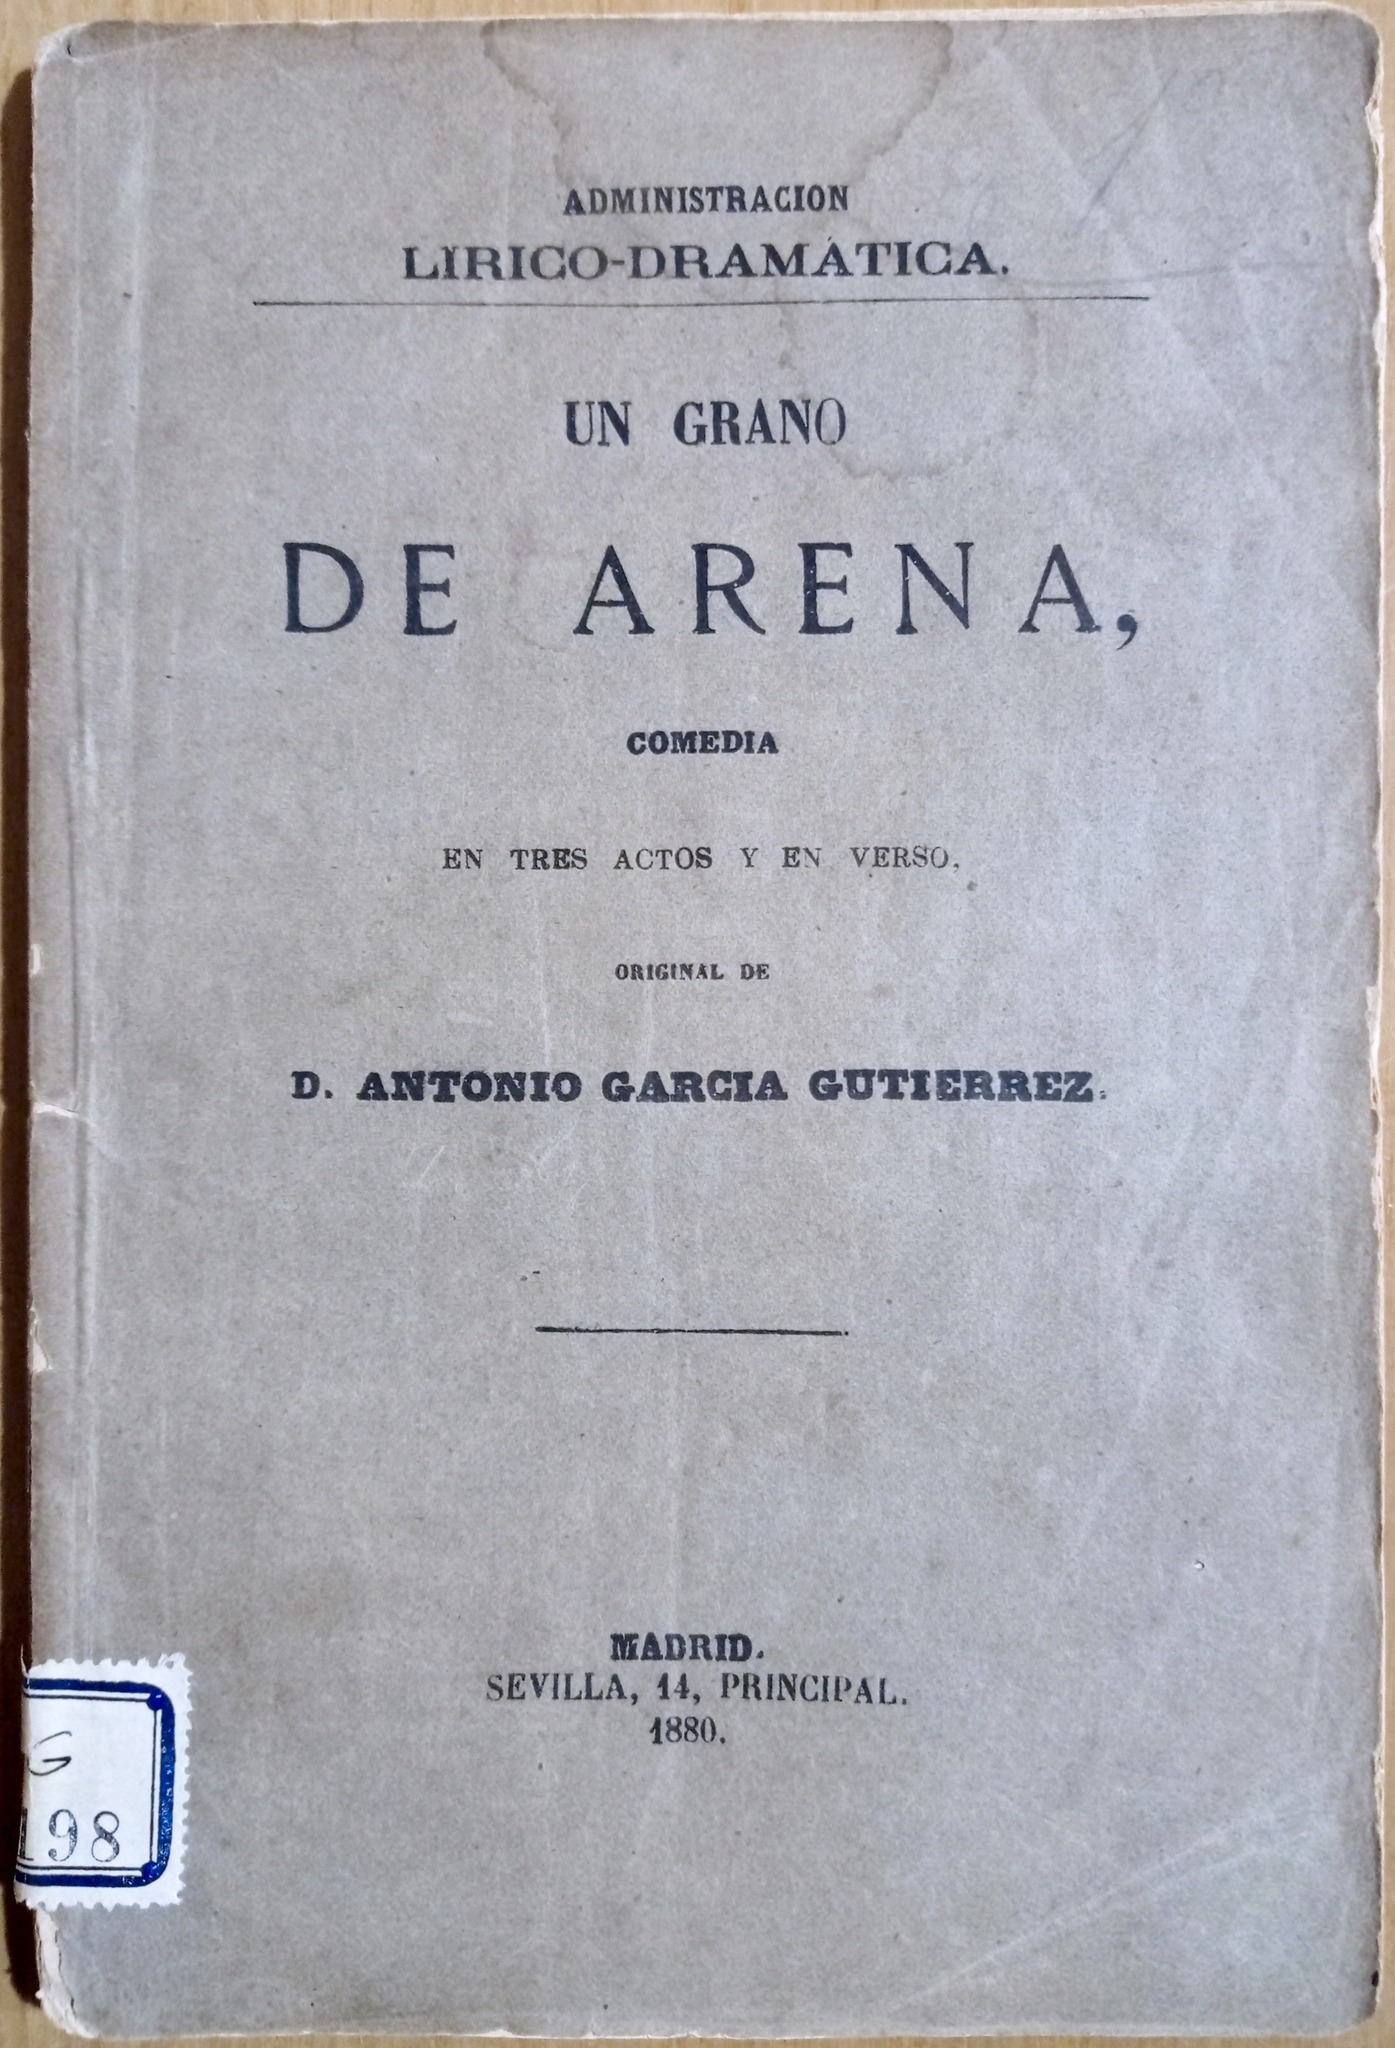 ADMINISTRACION
LÍRICO-DRAMÁTICA.
UN GRANO
DE ARENA,
COMEDIA
EN TRES ACTOS Y EN VERSO,
ORIGINAL DE
D. ANTONIO GARCIA GUTIERREZ.
MADRID.
SEVILLA, 14, PRINCIPAL.
1880.
G
198